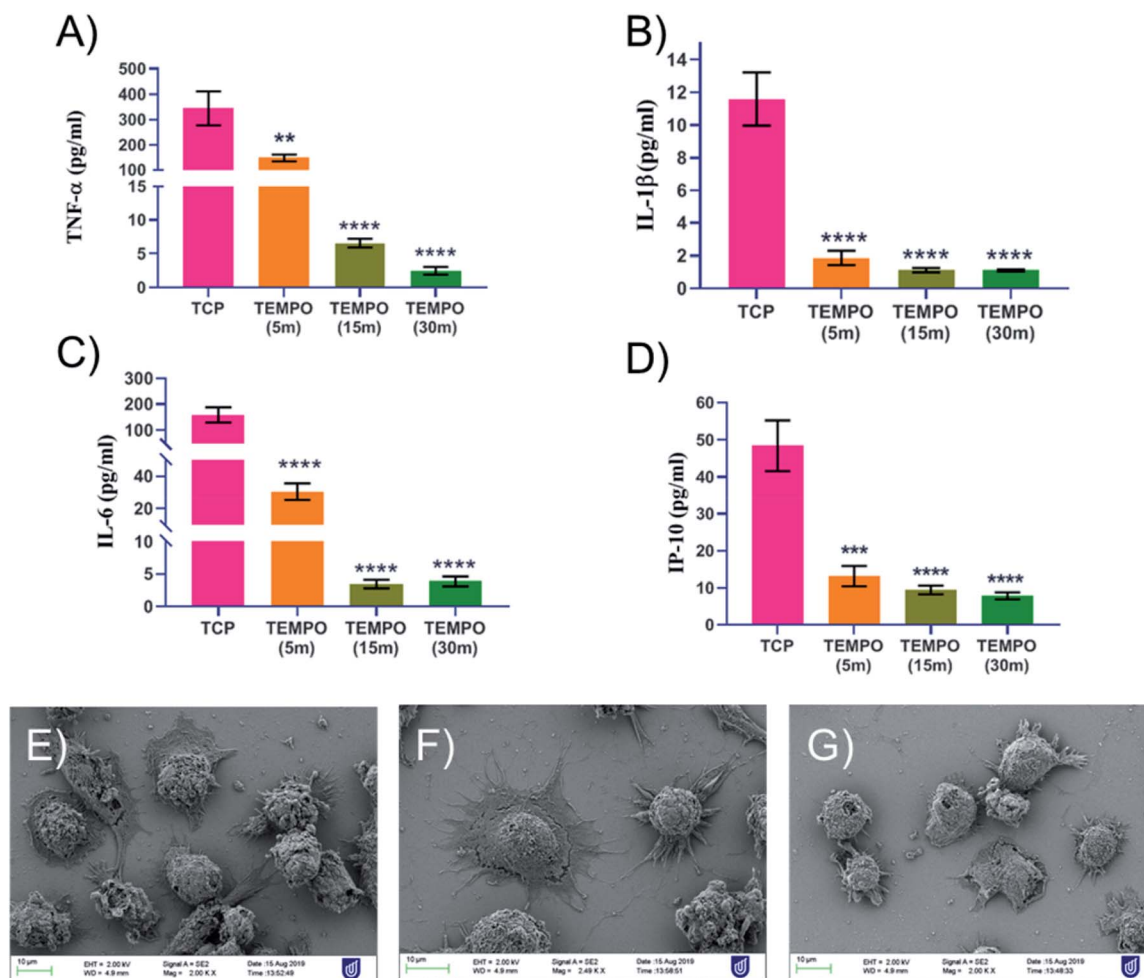 A)
TNF-α (pg/ml)
500
400
300
200
100
15
10
5
0
**
****
****
TCP
TEMPO
(5m)
TEMPO
(15m)
TEMPO
(30m)
B)
IL-1β (pg/ml)
14
12
10
8
6
4
2
0
****
****
****
TCP
TEMPO
(5m)
TEMPO
(15m)
TEMPO
(30m)
C)
IL-6 (pg/ml)
300
200
100
40
20
10
5
0
****
****
****
TCP
TEMPO
(5m)
TEMPO
(15m)
TEMPO
(30m)
D)
IP-10 (pg/ml)
60
50
40
30
20
10
0
***
****
****
TCP
TEMPO
(5m)
TEMPO
(15m)
TEMPO
(30m)
E)
10 µm
EHT = 2.00 kV
WD = 4.9 mm
Signal A = SE2
Mag = 2.00 K X
Date :15 Aug 2019
Time :13:52:49
F)
10 µm
EHT = 2.00 kV
WD = 4.9 mm
Signal A = SE2
Mag = 2.49 K X
Date :15 Aug 2019
Time :13:58:51
G)
10 µm
EHT = 2.00 kV
WD = 4.9 mm
Signal A = SE2
Mag = 2.00 K X
Date :15 Aug 2019
Time :13:48:33